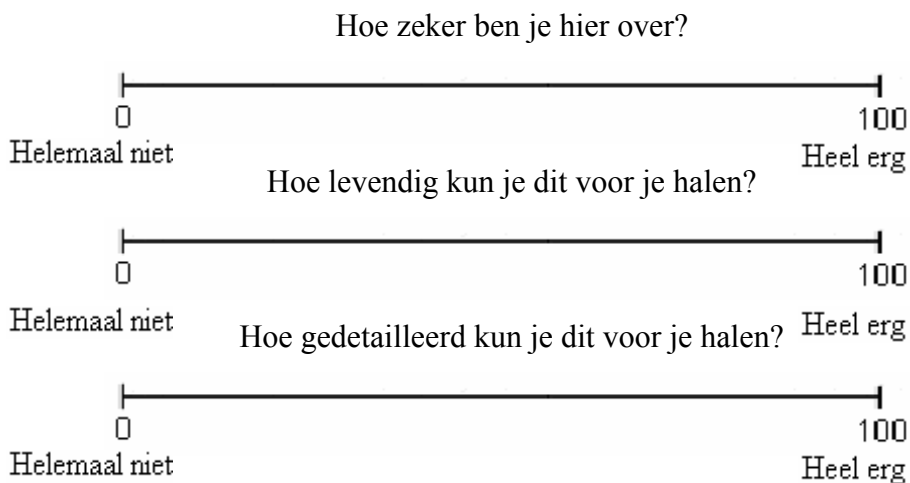 Hoe zeker ben je hier over?
0 100
Helemaal niet Heel erg
Hoe levendig kun je dit voor je halen?
0 100
Helemaal niet Heel erg
Hoe gedetailleerd kun je dit voor je halen?
0 100
Helemaal niet Heel erg